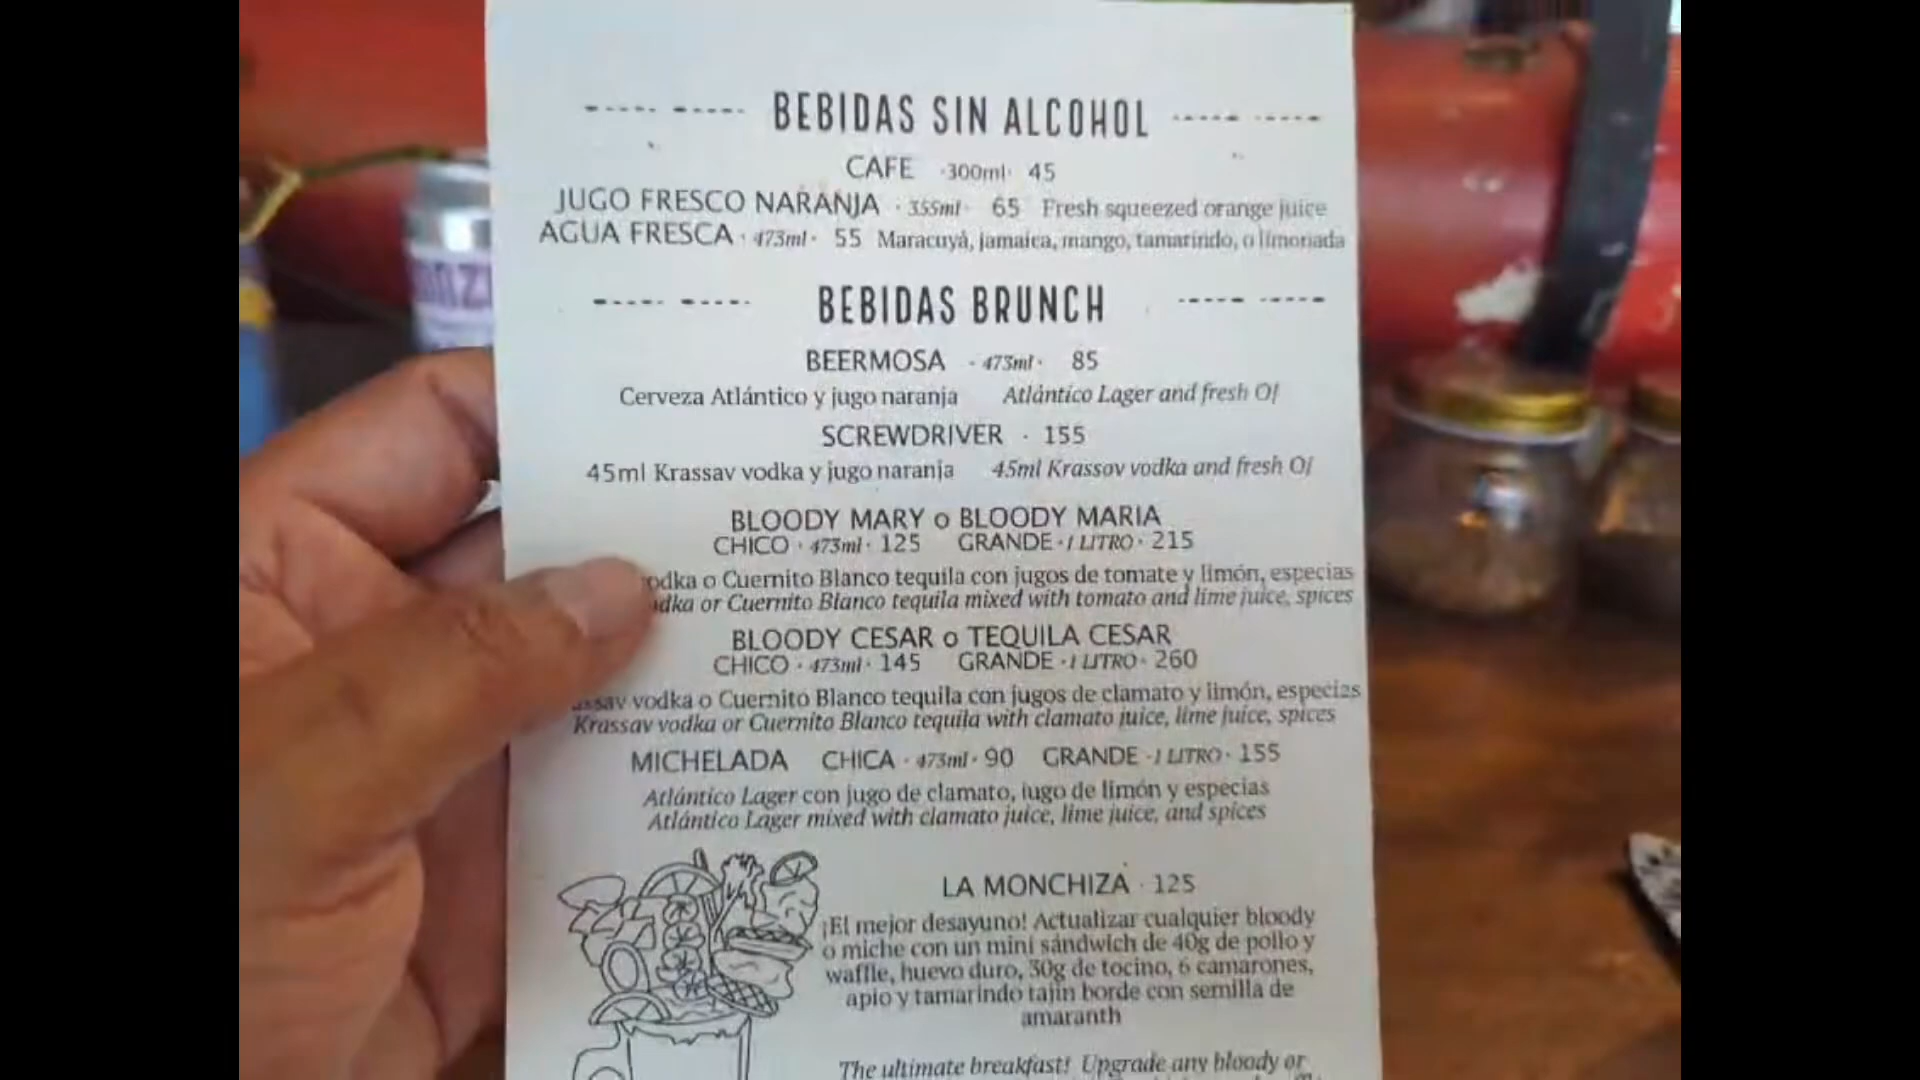 BEBIDAS SIN ALCOHOL
CAFE ·300ml· 45
JUGO FRESCO NARANJA · 355ml · 65 Fresh squeezed orange juice
AGUA FRESCA · 473ml · 55 Maracuyá, jamaica, mango, tamarindo, o limonada
BEBIDAS BRUNCH
BEERMOSA · 473ml · 85
Cerveza Atlántico y jugo naranja Atlántico Lager and fresh OJ
SCREWDRIVER · 155
45ml Krassav vodka y jugo naranja 45ml Krassov vodka and fresh OJ
BLOODY MARY o BLOODY MARIA
CHICO · 473ml · 125 GRANDE · 1 LITRO · 215
vodka o Cuernito Blanco tequila con jugos de tomate y limón, especias
or Cuernito Blanco tequila mixed with tomato and lime juice, spices
BLOODY CESAR o TEQUILA CESAR
CHICO · 473ml · 145 GRANDE · 1 LITRO · 260
vodka o Cuernito Blanco tequila con jugos de clamato y limón, especias
Krassav vodka or Cuernito Blanco tequila with clamato juice, lime juice, spices
MICHELADA CHICA · 473ml · 90 GRANDE · 1 LITRO · 155
Atlántico Lager con jugo de clamato, jugo de limón y especias
Atlántico Lager mixed with clamato juice, lime juice, and spices
LA MONCHIZA · 125
¡El mejor desayuno! Actualizar cualquier bloody
o miche con un mini sándwich de 40g de pollo y
waffle, huevo duro, 30g de tocino, 6 camarones,
apio y tamarindo tajin borde con semilla de
amaranth
The ultimate breakfast! Upgrade any bloody or